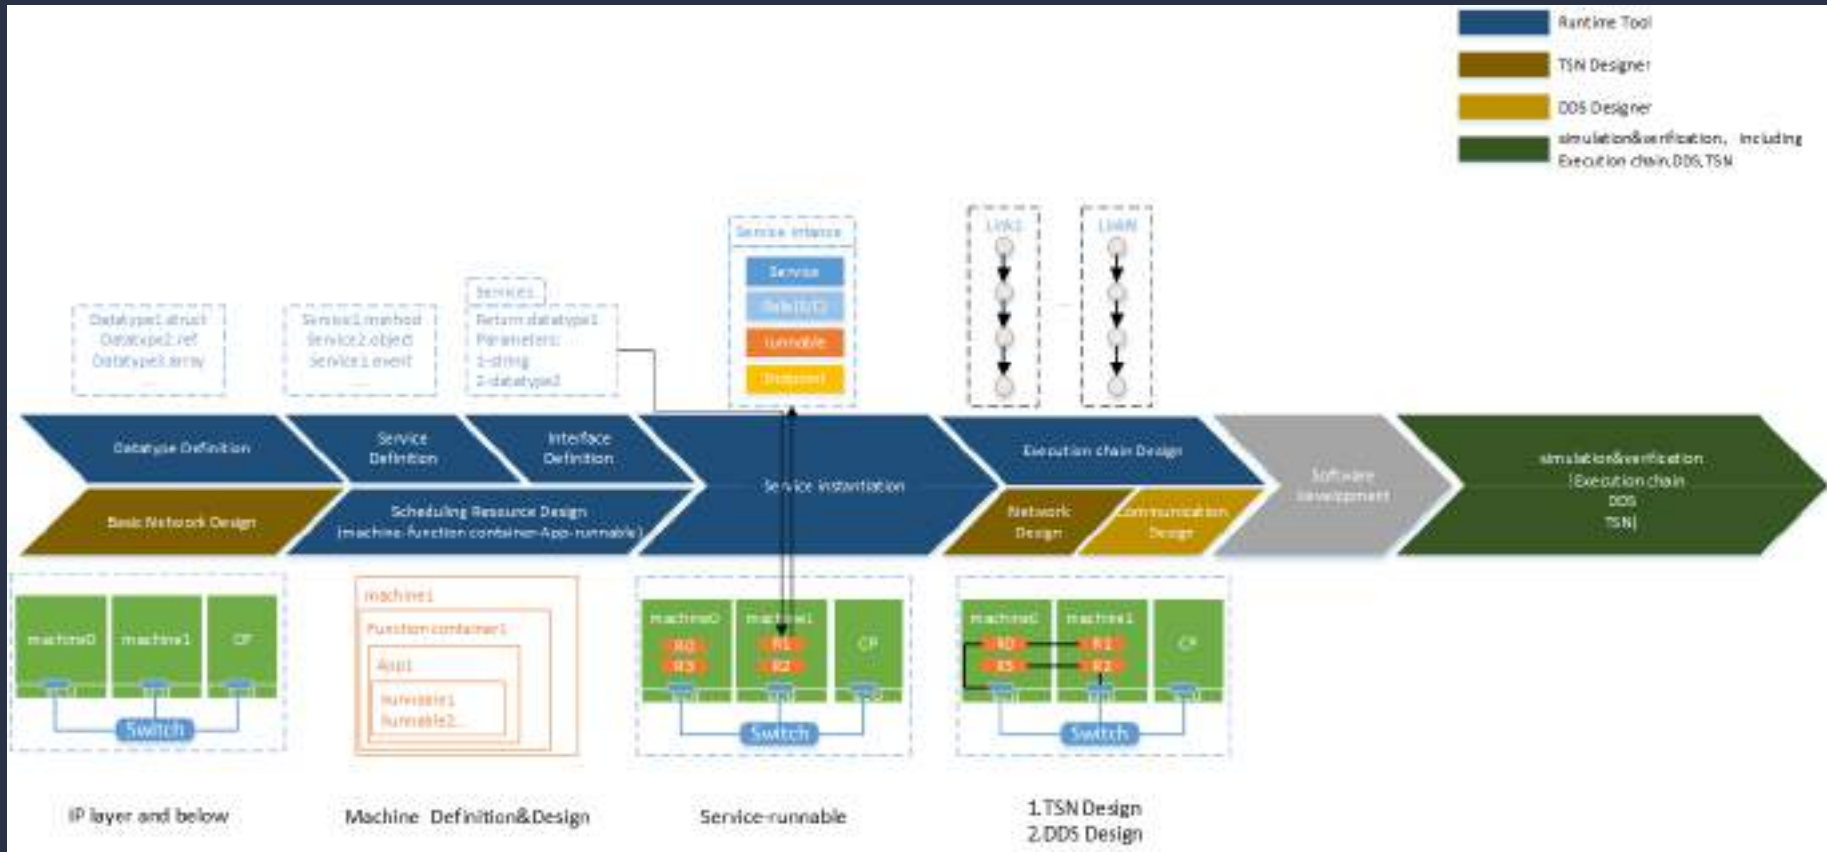 Runtime Tool
TSN Designer
DDS Designer
simulation&verification, including
Execution chain,DDS,TSN
Service intance
Service
runnable
Endpoint
Link1
LinkN
Datatype1.struct
Datatype2.ref
Datatype3.array
Service1.method
Service2.object
Service1.event
Service1
Return:datatype1
Parameters:
1-string
2-datatype2
Datatype Definition
Service
Definition
Interface
Definition
Service instantiation
Execution chain Design
Software
Development
simulation&verification
Execution chain
DDS
TSN)
Basic Network Design
Scheduling Resource Design
(machine-function container-App-runnable)
Network
Design
Communication
Design
machine0
machine1
CP
Switch
machine1
Function container1
App1
Runnable1
Runnable2...
machine0
machine1
CP
R0
R1
R3
R2
Switch
machine0
machine1
CP
R0
R1
R2
Switch
IP layer and below
Machine Definition&Design
Service-runnable
1.TSN Design
2.DDS Design